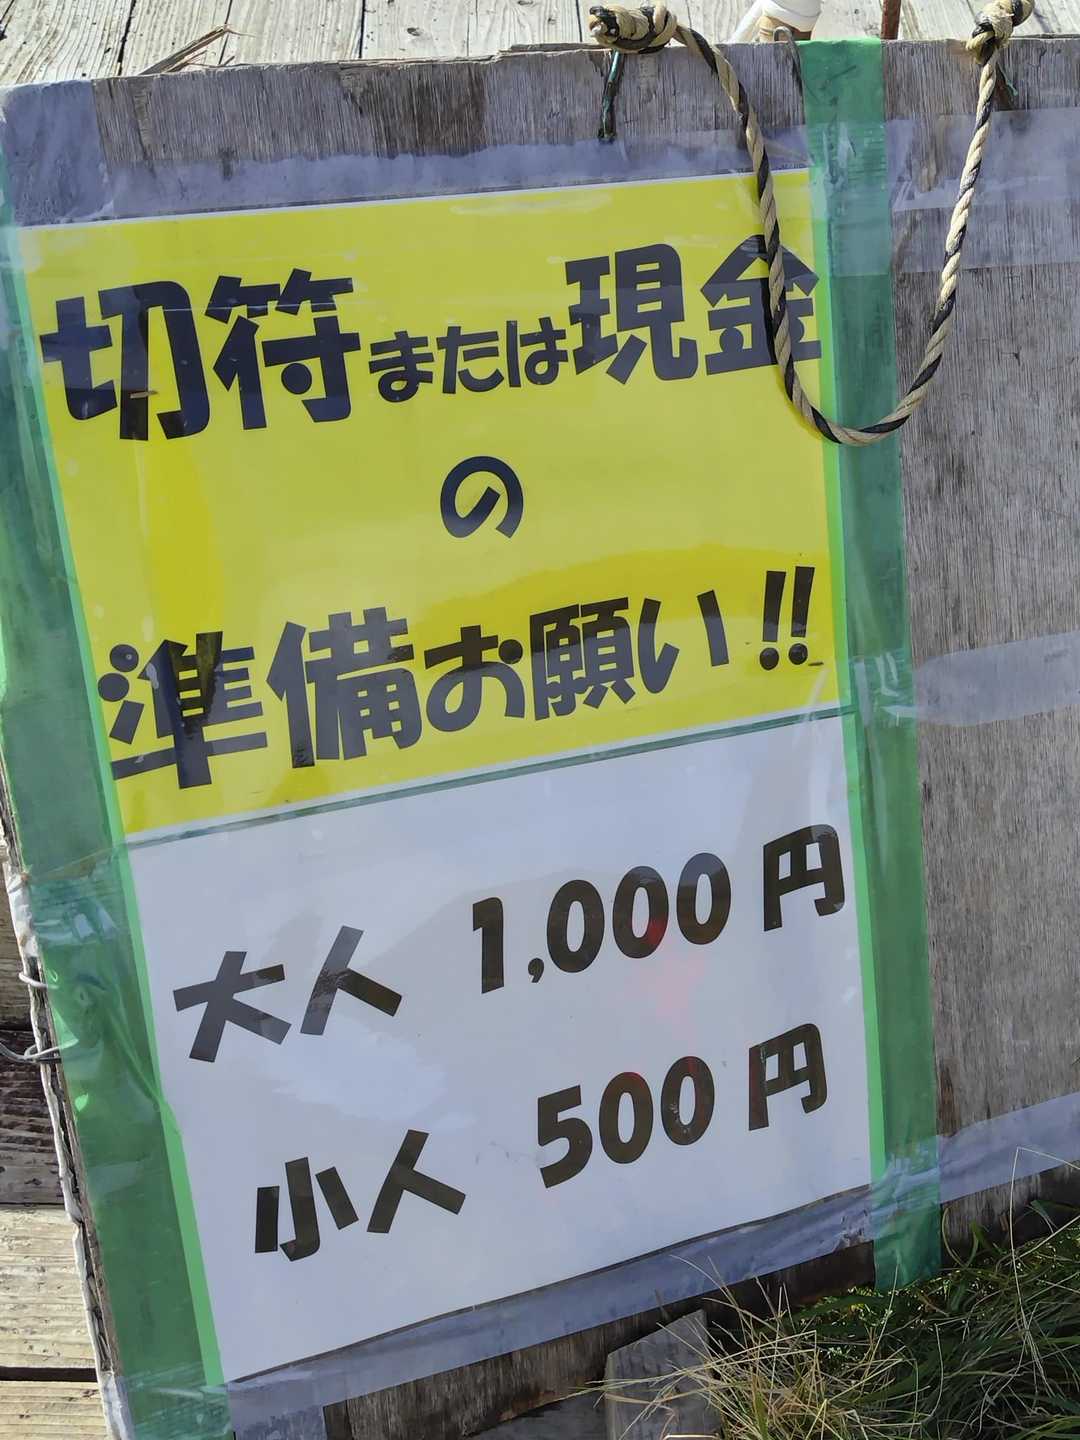 切符または現金
の
準備お願い!!
大人 1,000円
小人 500円